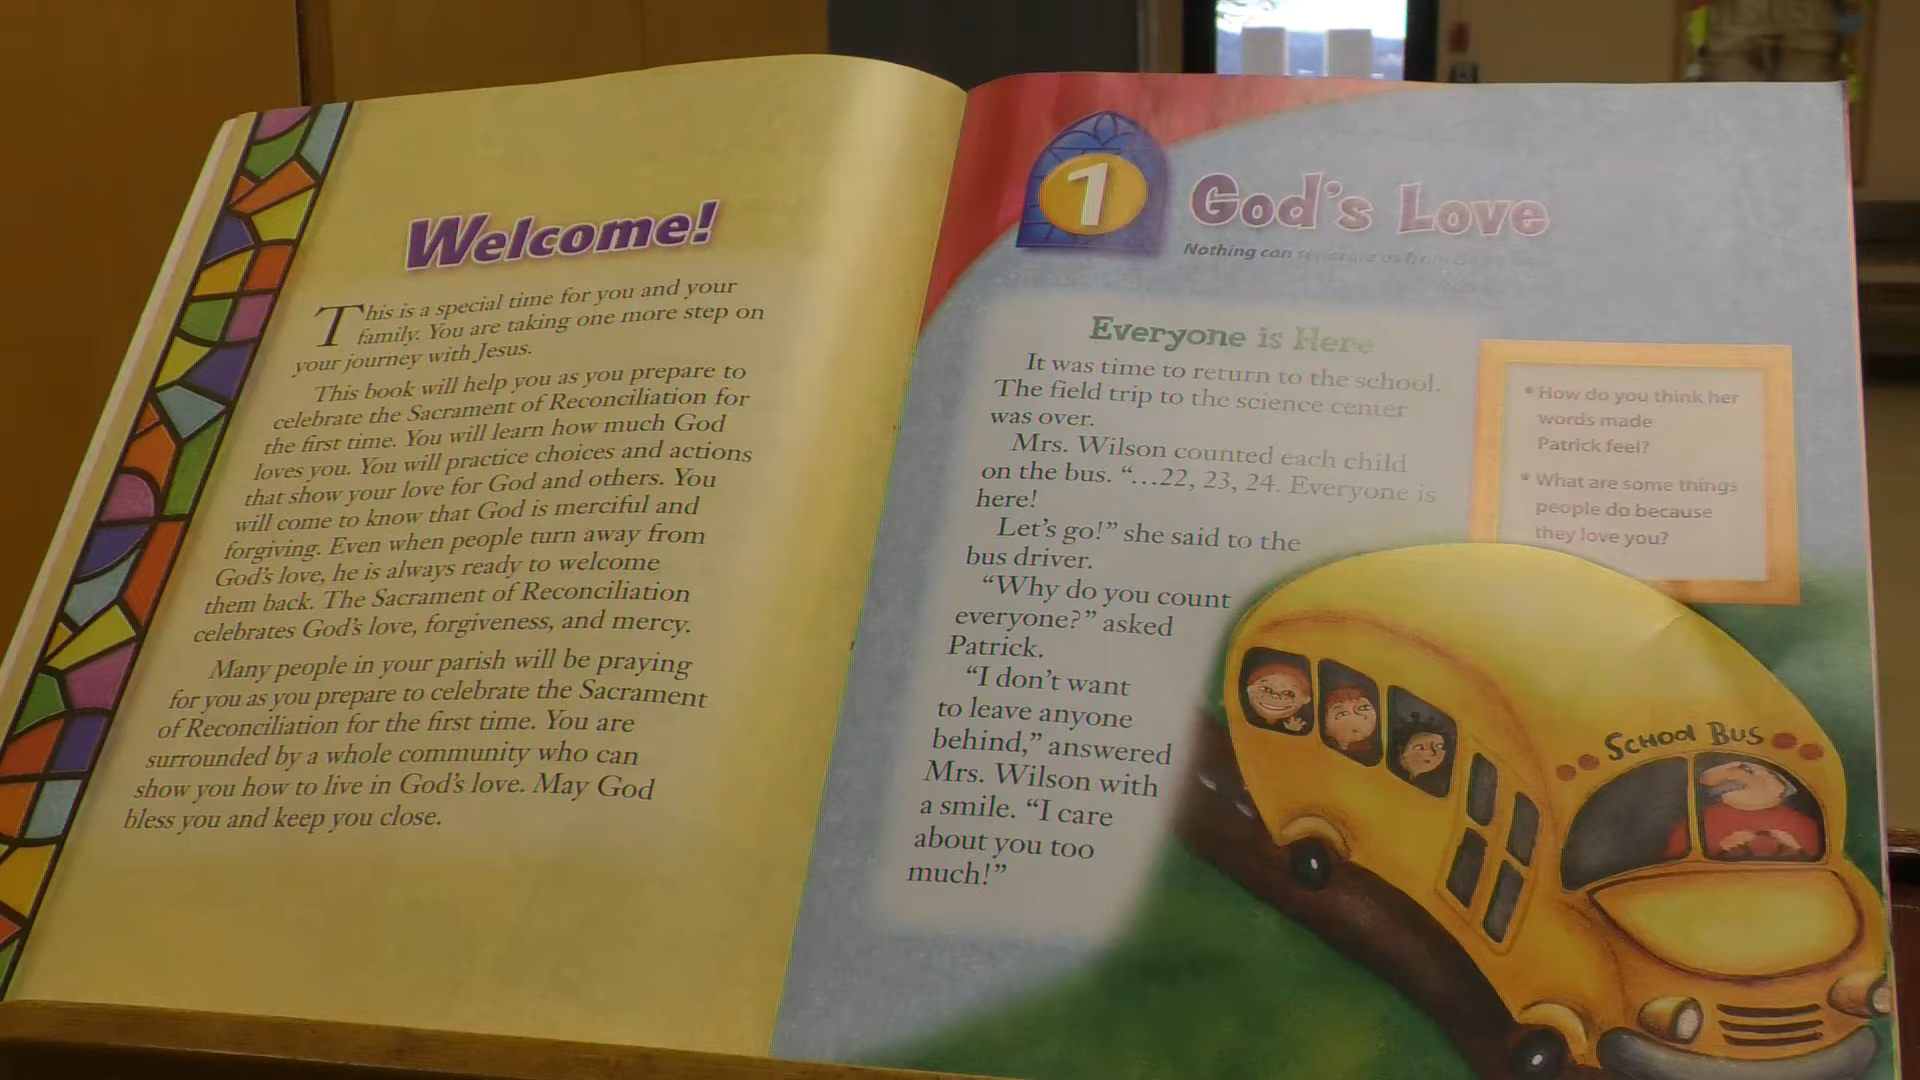 Welcome!
This is a special time for you and your
family. You are taking one more step on
your journey with Jesus.
This book will help you as you prepare to
celebrate the Sacrament of Reconciliation for
the first time. You will learn how much God
loves you. You will practice choices and actions
that show your love for God and others. You
will come to know that God is merciful and
forgiving. Even when people turn away from
God's love, he is always ready to welcome
them back. The Sacrament of Reconciliation
celebrates God's love, forgiveness, and mercy.
Many people in your parish will be praying
for you as you prepare to celebrate the Sacrament
of Reconciliation for the first time. You are
surrounded by a whole community who can
show you how to live in God's love. May God
bless you and keep you close.
1
God's Love
Nothing can separate us from
Everyone is Here
It was time to return to the school.
The field trip to the science center
was over.
Mrs. Wilson counted each child
on the bus. “…22, 23, 24. Everyone is
here!
Let's go!” she said to the
bus driver.
“Why do you count
everyone?” asked
Patrick.
“I don't want
to leave anyone
behind,” answered
Mrs. Wilson with
a smile. “I care
about you too
much!”
• How do you think her
words made
Patrick feel?
• What are some things
people do because
they love you?
SCHOOL BUS
JESUS